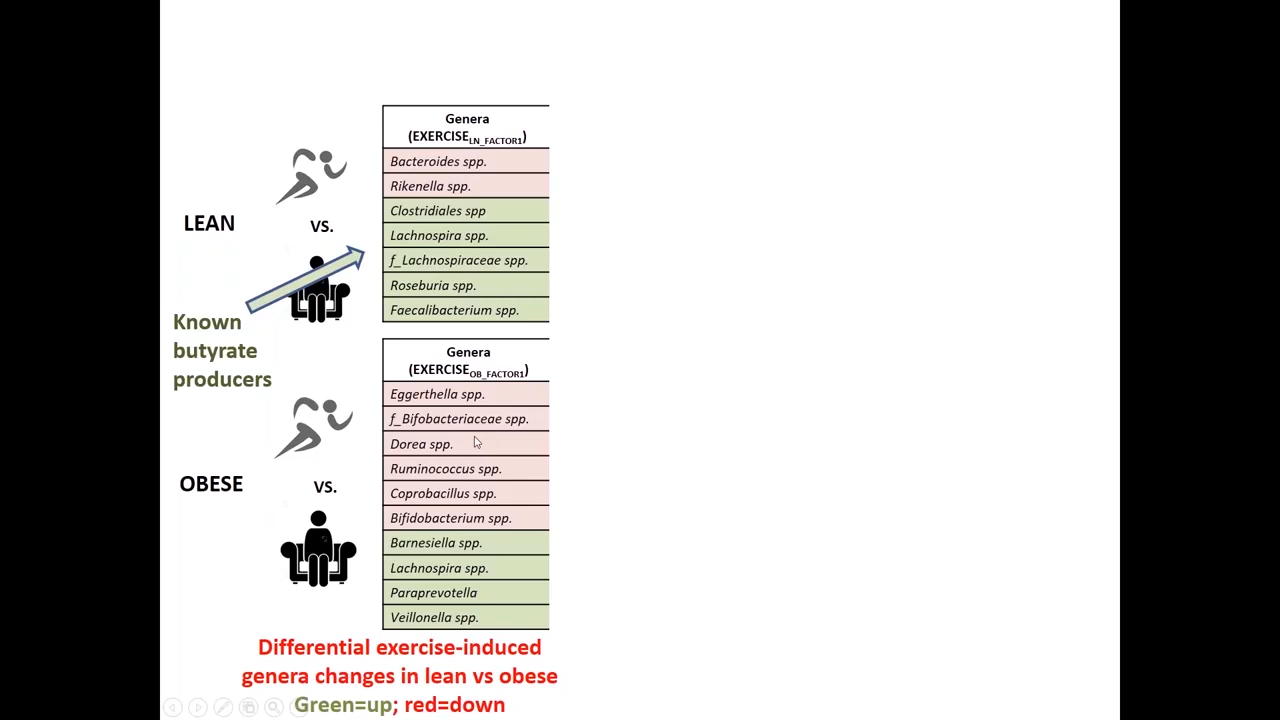 Genera
(EXERCISELN_FACTOR1)
Bacteroides spp.
Rikenella spp.
Clostridiales spp
Lachnospira spp.
f_Lachnospiraceae spp.
Roseburia spp.
Faecalibacterium spp.
LEAN
VS.
Known
butyrate
producers
Genera
(EXERCISEOB_FACTOR1)
Eggerthella spp.
f_Bifobacteriaceae spp.
Dorea spp.
Ruminococcus spp.
Coprobacillus spp.
Bifidobacterium spp.
Barnesiella spp.
Lachnospira spp.
Paraprevotella
Veillonella spp.
OBESE
VS.
Differential exercise-induced
genera changes in lean vs obese
Green=up; red=down